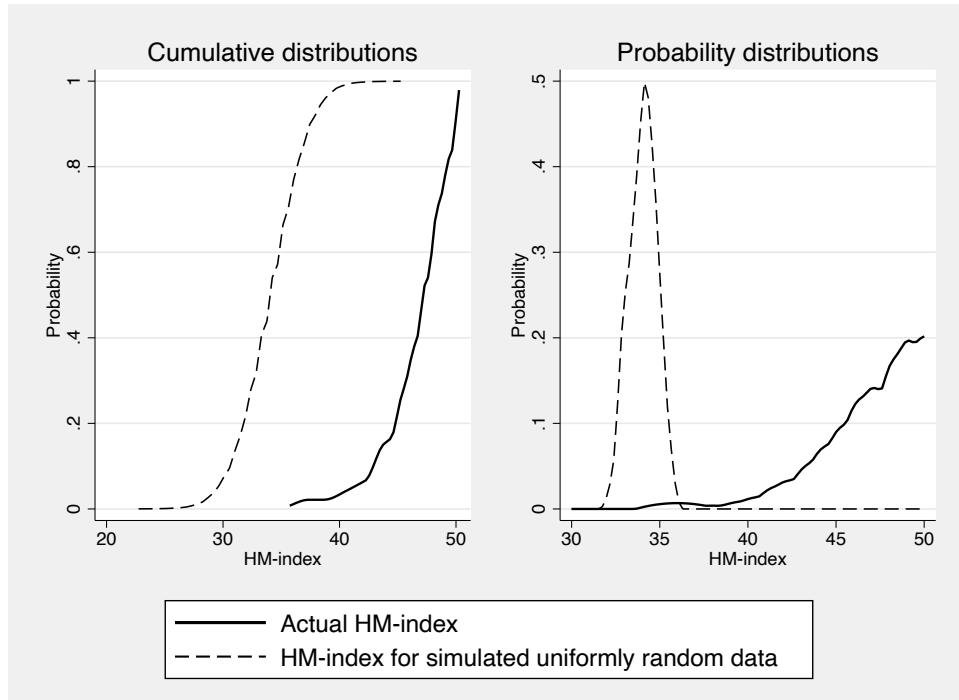 Cumulative distributions
Probability
0
.2
.4
.6
.8
1
20
30
40
50
HM-index
Probability distributions
Probability
0
.1
.2
.3
.4
.5
30
35
40
45
50
HM-index
Actual HM-index
HM-index for simulated uniformly random data